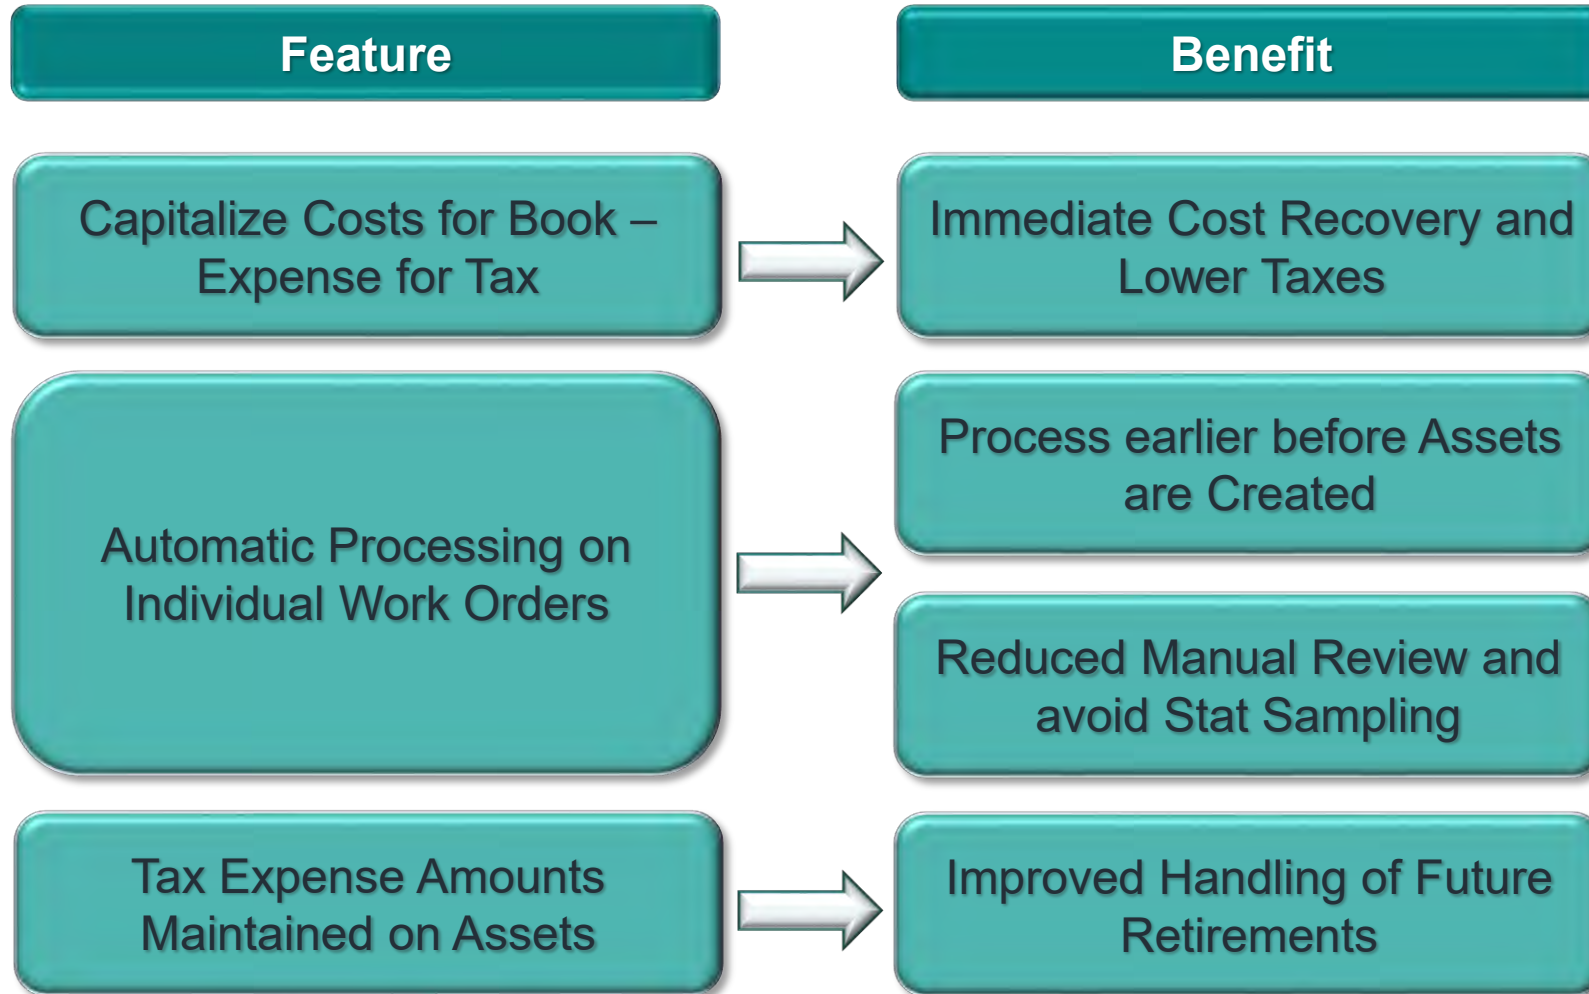 Feature
Benefit
Capitalize Costs for Book –
Expense for Tax
Immediate Cost Recovery and
Lower Taxes
Automatic Processing on
Individual Work Orders
Process earlier before Assets
are Created
Reduced Manual Review and
avoid Stat Sampling
Tax Expense Amounts
Maintained on Assets
Improved Handling of Future
Retirements